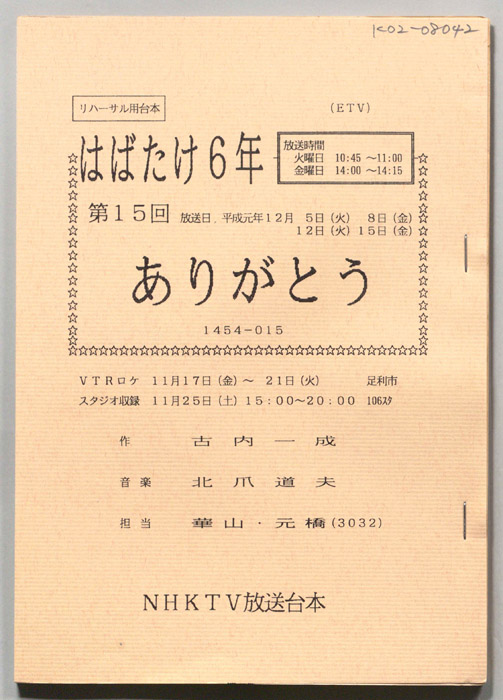 K02-08042
リハーサル用台本
(ETV)
はばたけ6年
放送時間
火曜日 10:45 〜11:00
金曜日 14:00 〜14:15
第15回 放送日、平成元年12月 5日(火) 8日(金)
12日(火) 15日(金)
ありがとう
1454-015
VTRロケ 11月17日(金)〜 21日(火) 足利市
スタジオ収録 11月25日(土)15:00〜20:00 106スタ
作 古内一成
音楽 北爪道夫
担当 華山・元橋(3032)
NHKTV放送台本